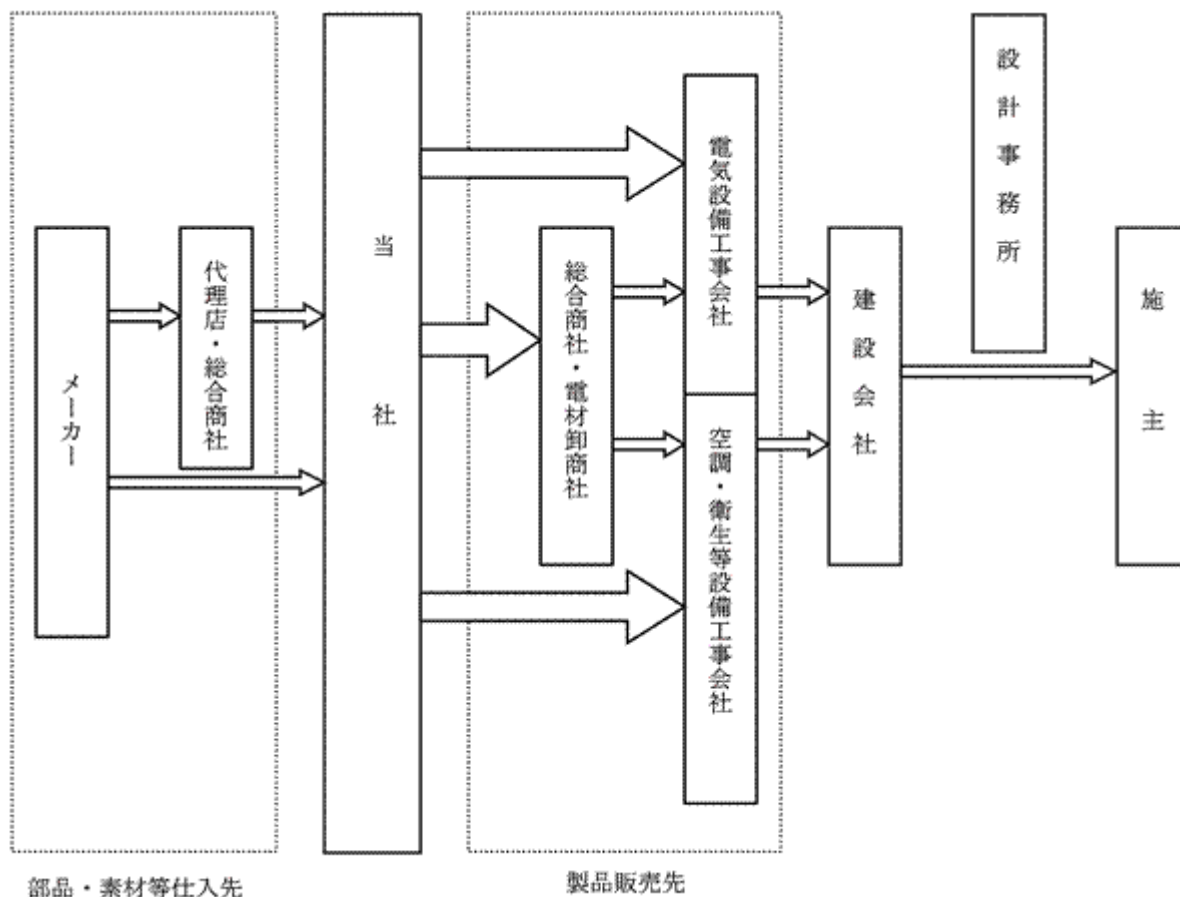 メーカー
代理店・総合商社
当社
総合商社・電材卸商社
電気設備工事会社
空調・衛生等設備工事会社
建設会社
設計事務所
施主
部品・素材等仕入先
製品販売先